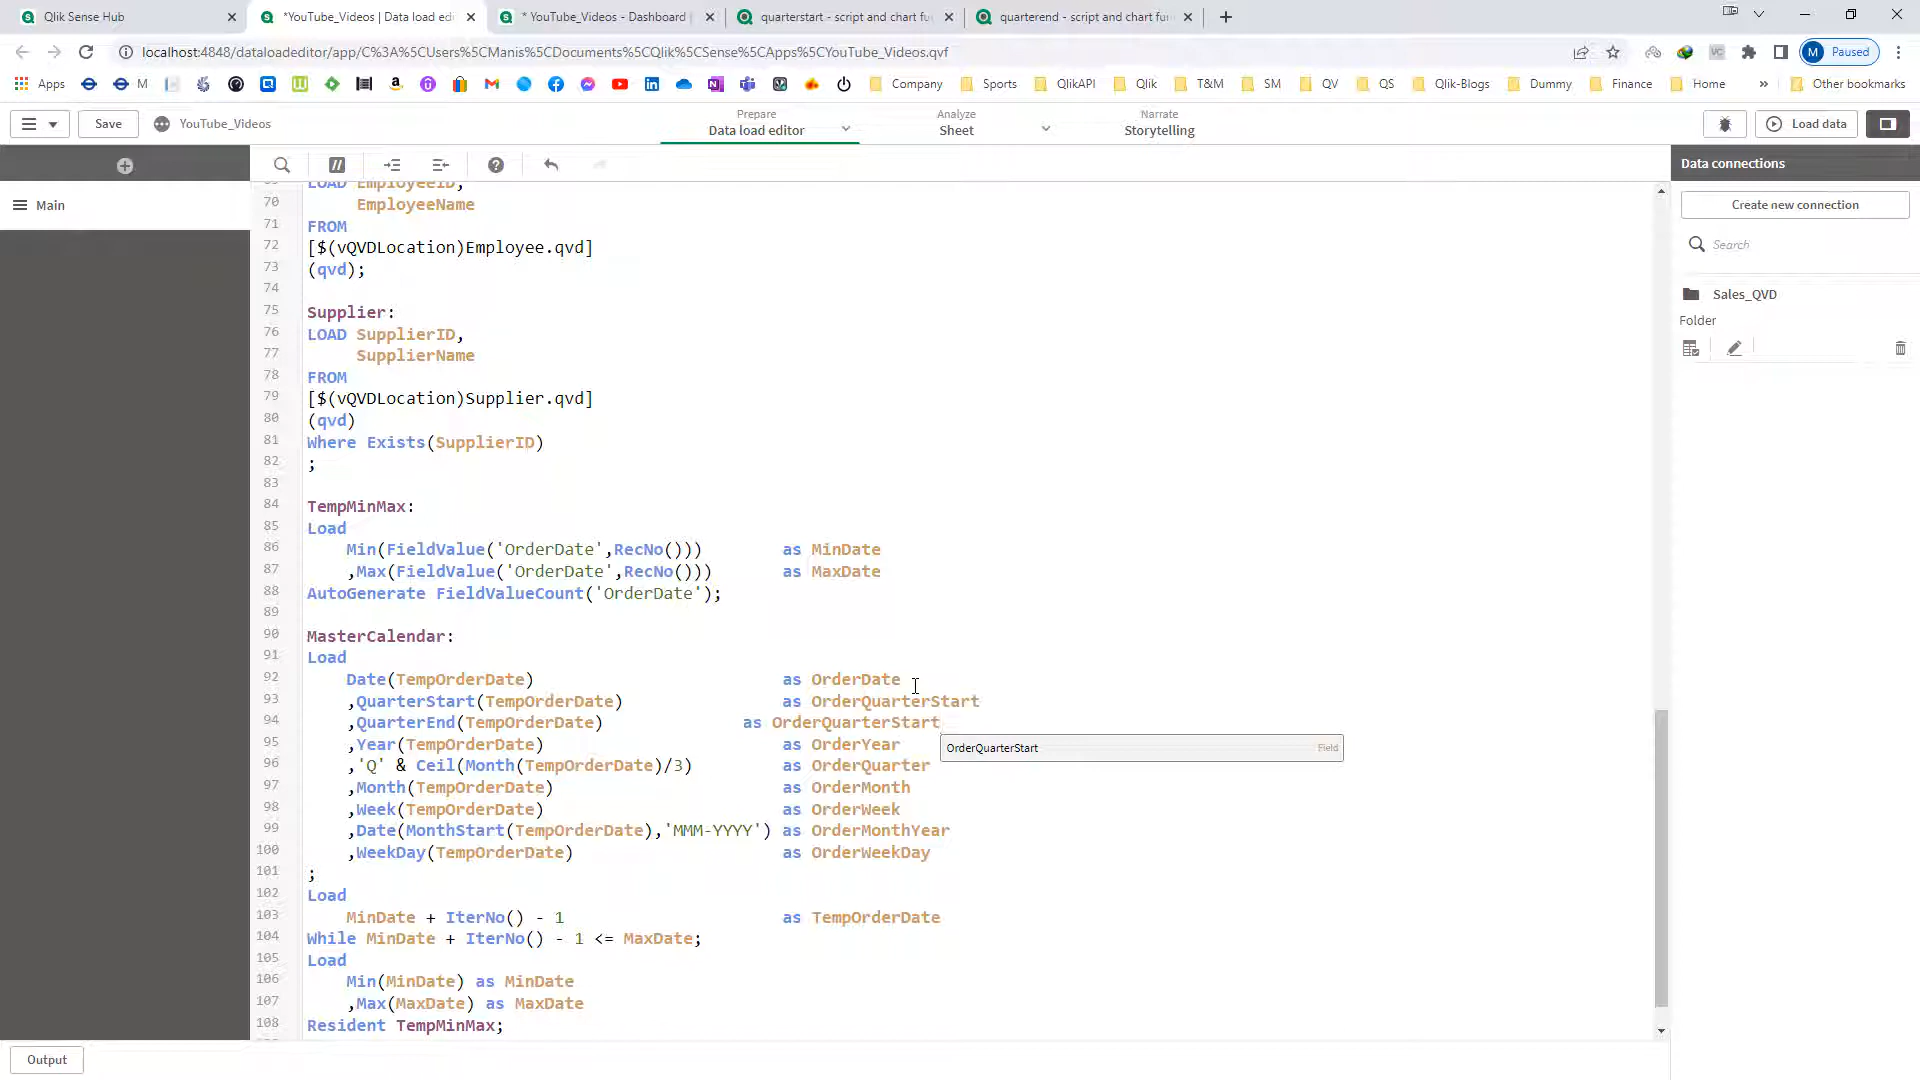 Qlik Sense Hub
*YouTube_Videos | Data load edi
* YouTube_Videos - Dashboard |
quarterstart - script and chart fu
quarterend - script and chart fun
localhost:4848/dataloadeditor/app/C%3A%5CUsers%5CManis%5CDocuments%5CQlik%5CSense%5CApps%5CYouTube_Videos.qvf
M Paused
Apps
M
Company
Sports
QlikAPI
Qlik
T&M
SM
QV
QS
Qlik-Blogs
Dummy
Finance
Home
»
Other bookmarks
Save
YouTube_Videos
Prepare
Data load editor
Analyze
Sheet
Narrate
Storytelling
Load data
Main
Data connections
Create new connection
Search
Sales_QVD
Folder
LOAD EmployeeID,
70 EmployeeName
71 FROM
72 [$(vQVDLocation)Employee.qvd]
73 (qvd);
74
75 Supplier:
76 LOAD SupplierID,
77 SupplierName
78 FROM
79 [$(vQVDLocation)Supplier.qvd]
80 (qvd)
81 Where Exists(SupplierID)
82 ;
83
84 TempMinMax:
85 Load
86 Min(FieldValue('OrderDate',RecNo())) as MinDate
87 ,Max(FieldValue('OrderDate',RecNo())) as MaxDate
88 AutoGenerate FieldValueCount('OrderDate');
89
90 MasterCalendar:
91 Load
92 Date(TempOrderDate) as OrderDate
93 ,QuarterStart(TempOrderDate) as OrderQuarterStart
94 ,QuarterEnd(TempOrderDate) as OrderQuarterStart
95 ,Year(TempOrderDate) as OrderYear
OrderQuarterStart Field
96 ,'Q' & Ceil(Month(TempOrderDate)/3) as OrderQuarter
97 ,Month(TempOrderDate) as OrderMonth
98 ,Week(TempOrderDate) as OrderWeek
99 ,Date(MonthStart(TempOrderDate),'MMM-YYYY') as OrderMonthYear
100 ,WeekDay(TempOrderDate) as OrderWeekDay
101 ;
102 Load
103 MinDate + IterNo() - 1 as TempOrderDate
104 While MinDate + IterNo() - 1 <= MaxDate;
105 Load
106 Min(MinDate) as MinDate
107 ,Max(MaxDate) as MaxDate
108 Resident TempMinMax;
Output